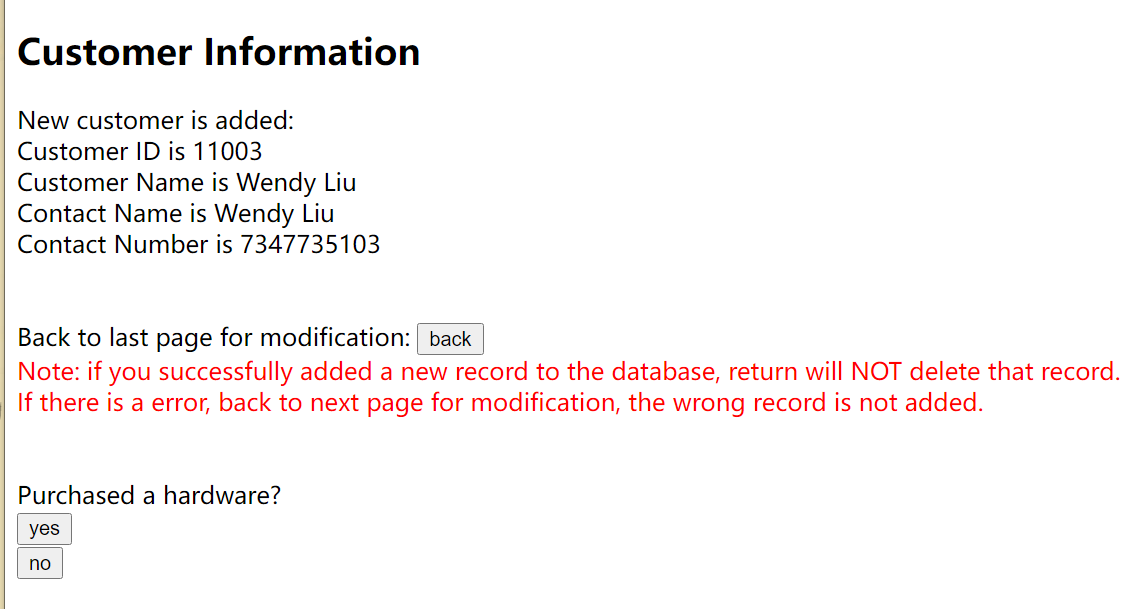 Customer Information
New customer is added:
Customer ID is 11003
Customer Name is Wendy Liu
Contact Name is Wendy Liu
Contact Number is 7347735103
Back to last page for modification: back
Note: if you successfully added a new record to the database, return will NOT delete that record.
If there is a error, back to next page for modification, the wrong record is not added.
Purchased a hardware?
yes
no